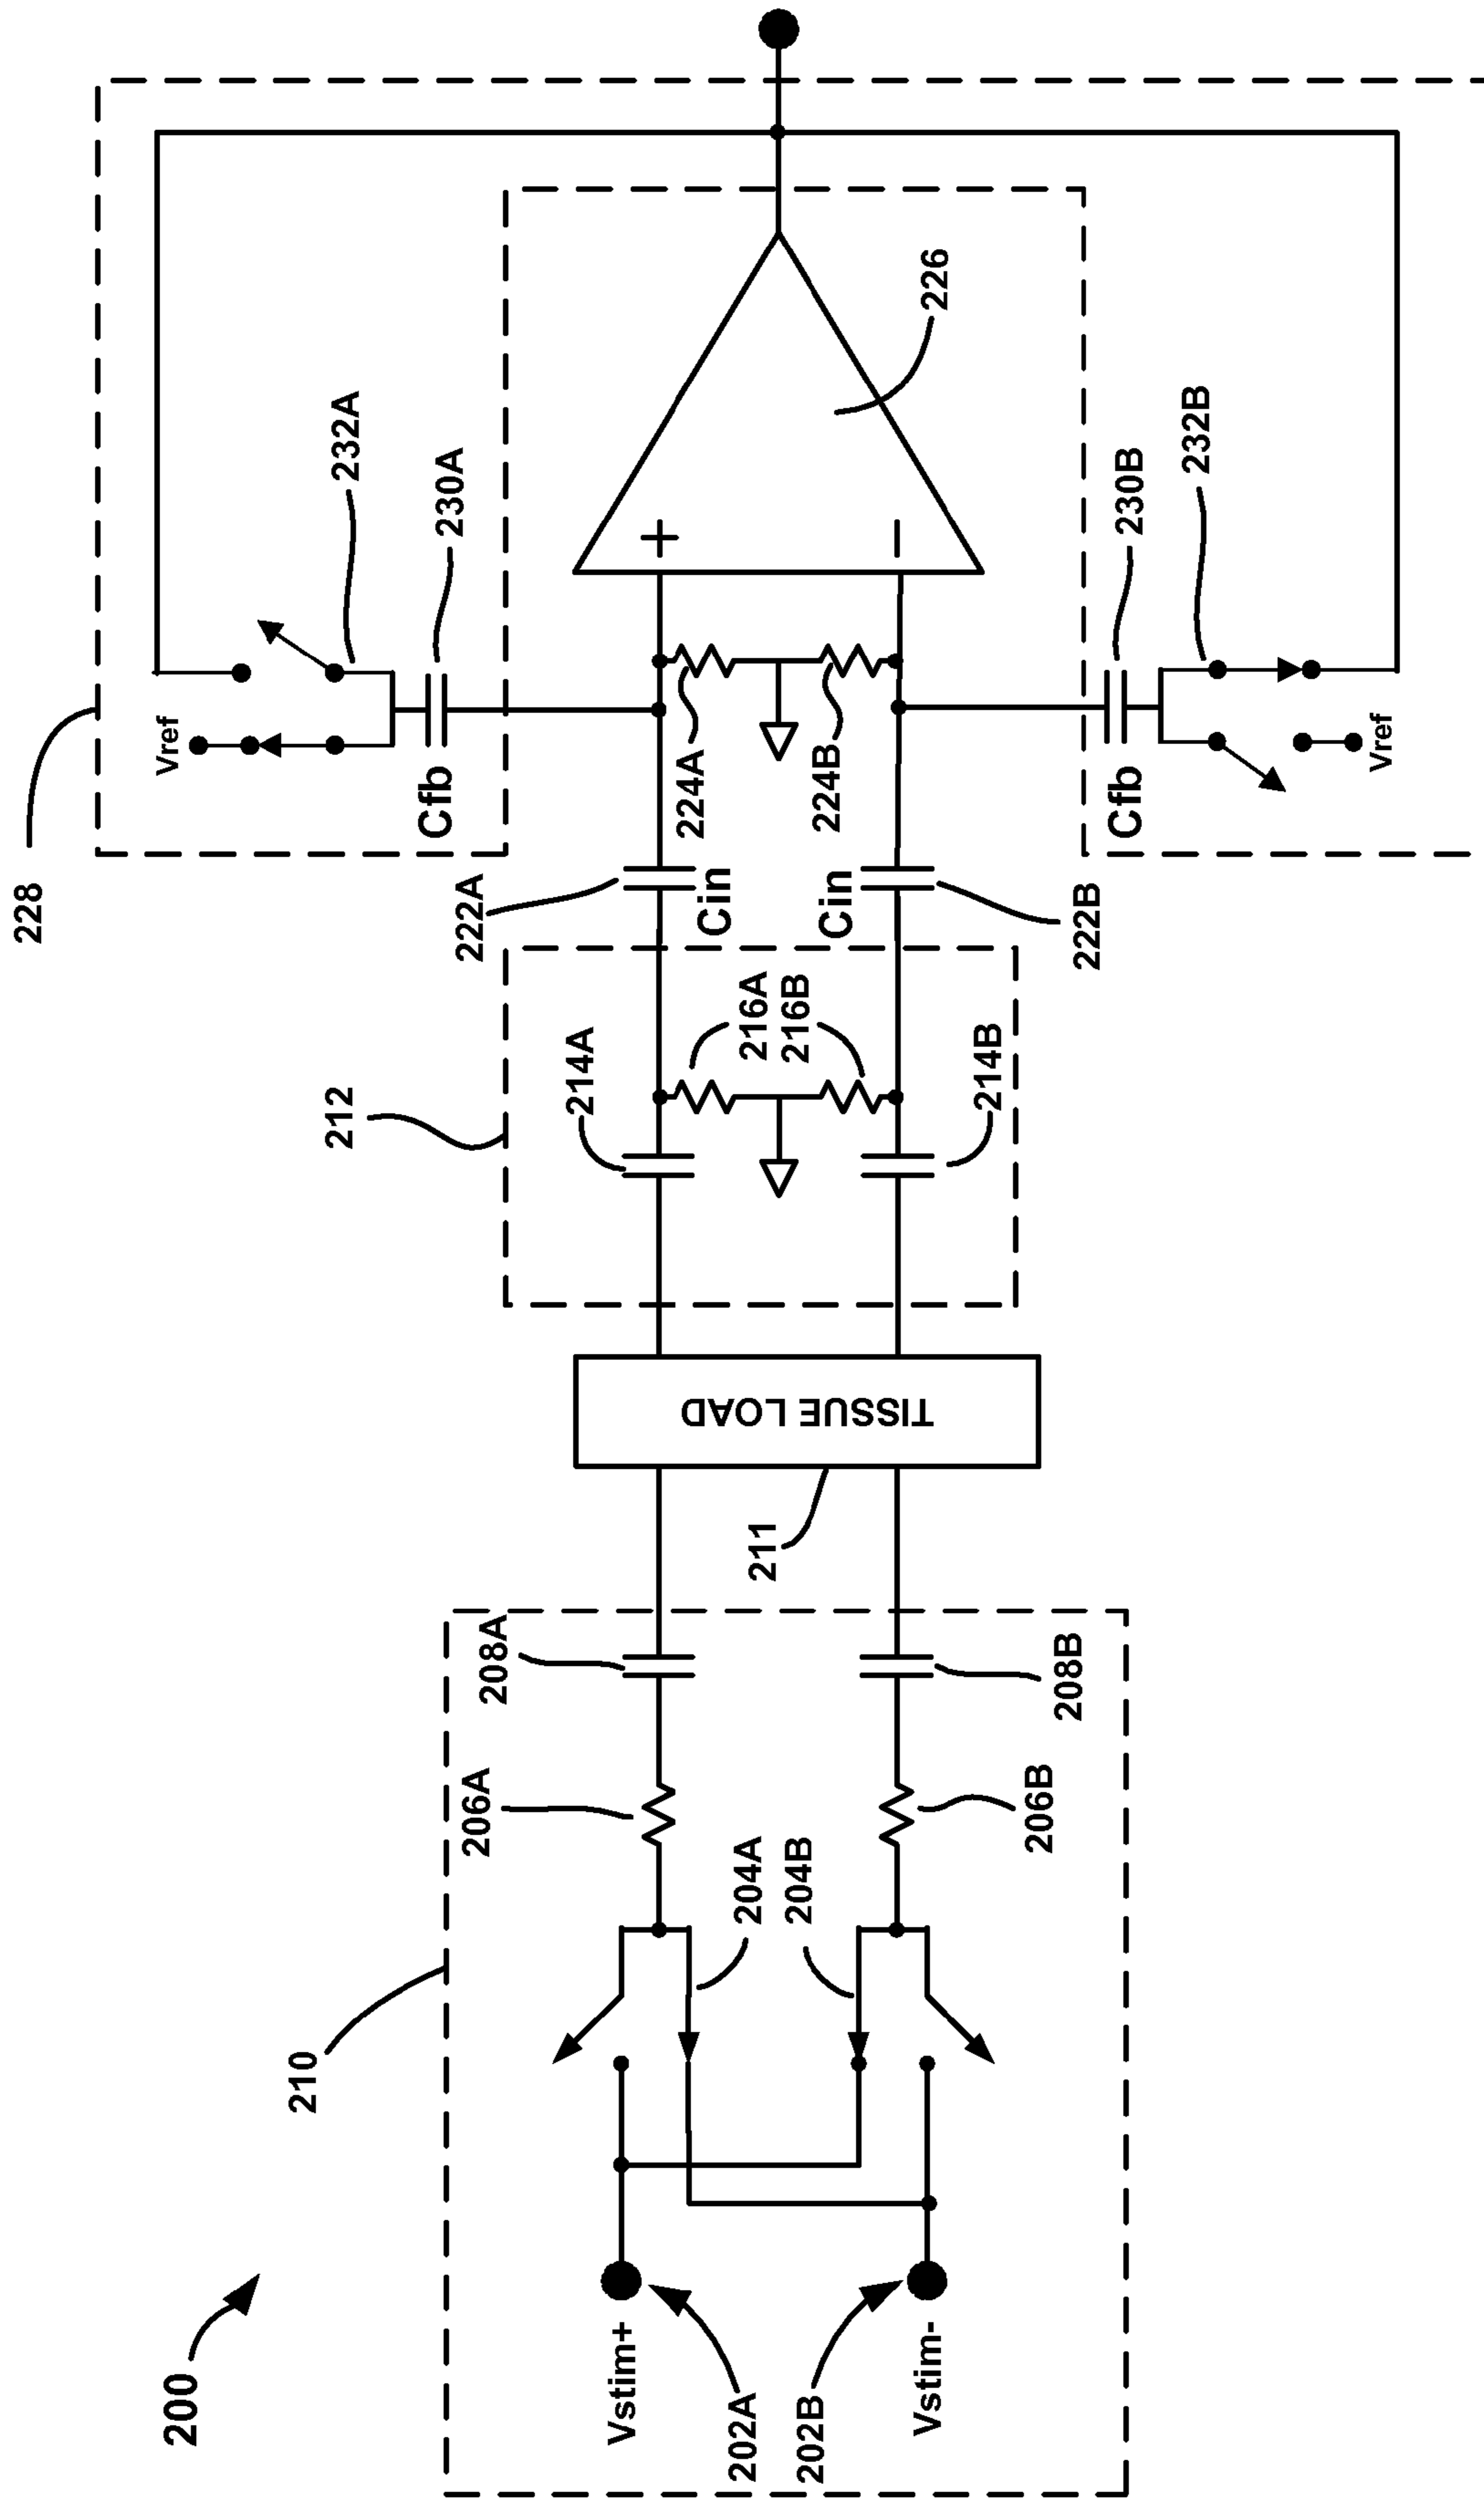 200
210
202A
Vstim+
202B
Vstim-
204A
204B
206A
206B
208A
208B
211
TISSUE LOAD
212
214A
216A
216B
214B
222A
Cin
Cin
222B
228
Vref
232A
230A
Cfb
224A
224B
+
−
226
Cfb
230B
232B
Vref